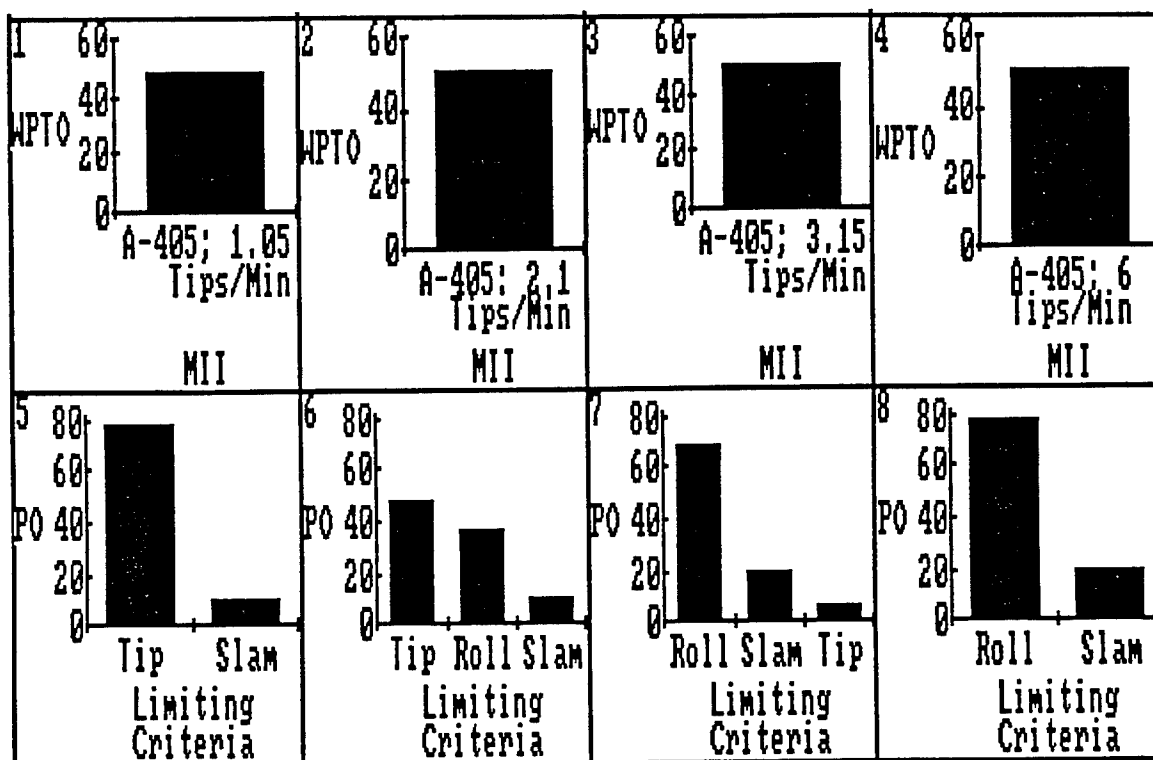 1
60
40
WPTO
20
0
A-405; 1.05
Tips/Min
MII
2
60
40
WPTO
20
0
A-405: 2.1
Tips/Min
MII
3
60
40
WPTO
20
0
A-405; 3.15
Tips/Min
MII
4
60
40
WPTO
20
0
A-405; 6
Tips/Min
MII
5
80
60
PO 40
20
0
Tip Slam
Limiting
Criteria
6
80
60
PO 40
20
0
Tip Roll Slam
Limiting
Criteria
7
80
60
PO 40
20
0
Roll Slam Tip
Limiting
Criteria
8
80
60
PO 40
20
0
Roll Slam
Limiting
Criteria